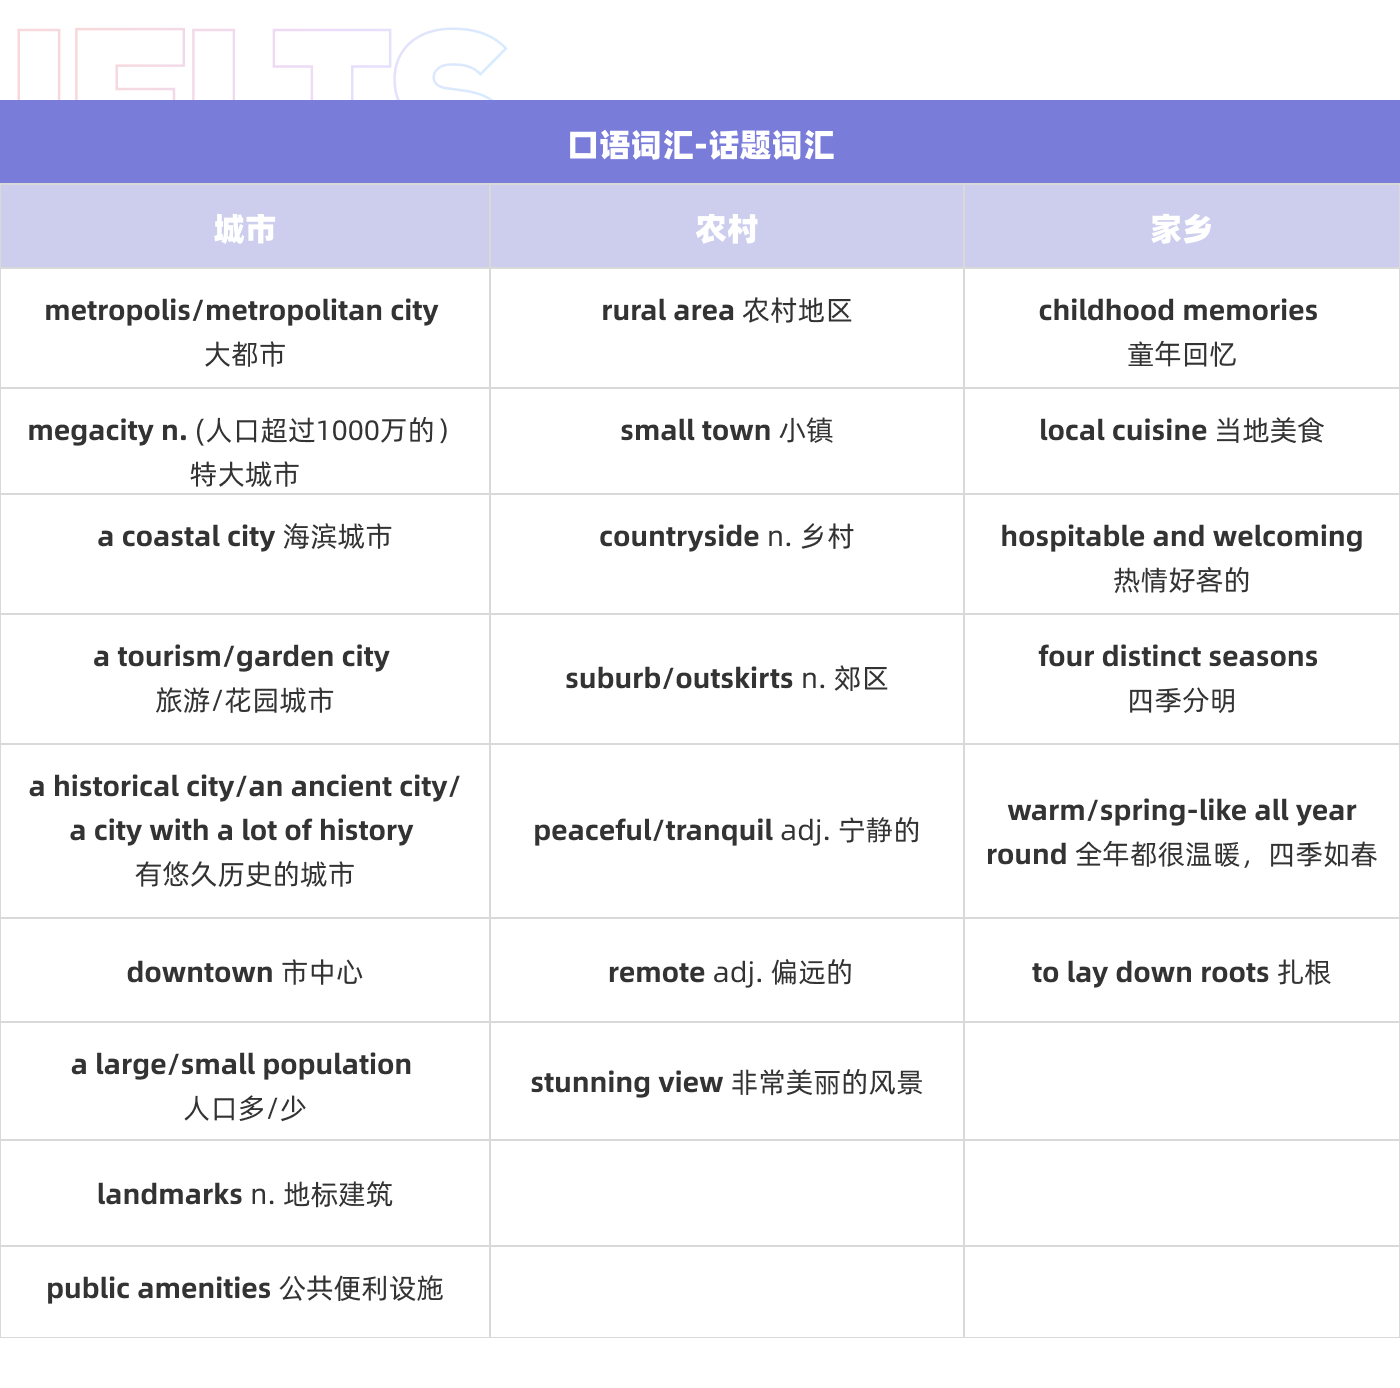 IELTS
口语词汇-话题词汇
城市
农村
家乡
metropolis/metropolitan city
大都市
rural area 农村地区
childhood memories
童年回忆
megacity n. (人口超过1000万的）
特大城市
small town 小镇
local cuisine 当地美食
a coastal city 海滨城市
countryside n. 乡村
hospitable and welcoming
热情好客的
a tourism/garden city
旅游/花园城市
suburb/outskirts n. 郊区
four distinct seasons
四季分明
a historical city/an ancient city/
a city with a lot of history
有悠久历史的城市
peaceful/tranquil adj. 宁静的
warm/spring-like all year
round 全年都很温暖，四季如春
downtown 市中心
remote adj. 偏远的
to lay down roots 扎根
a large/small population
人口多/少
stunning view 非常美丽的风景
landmarks n. 地标建筑
public amenities 公共便利设施